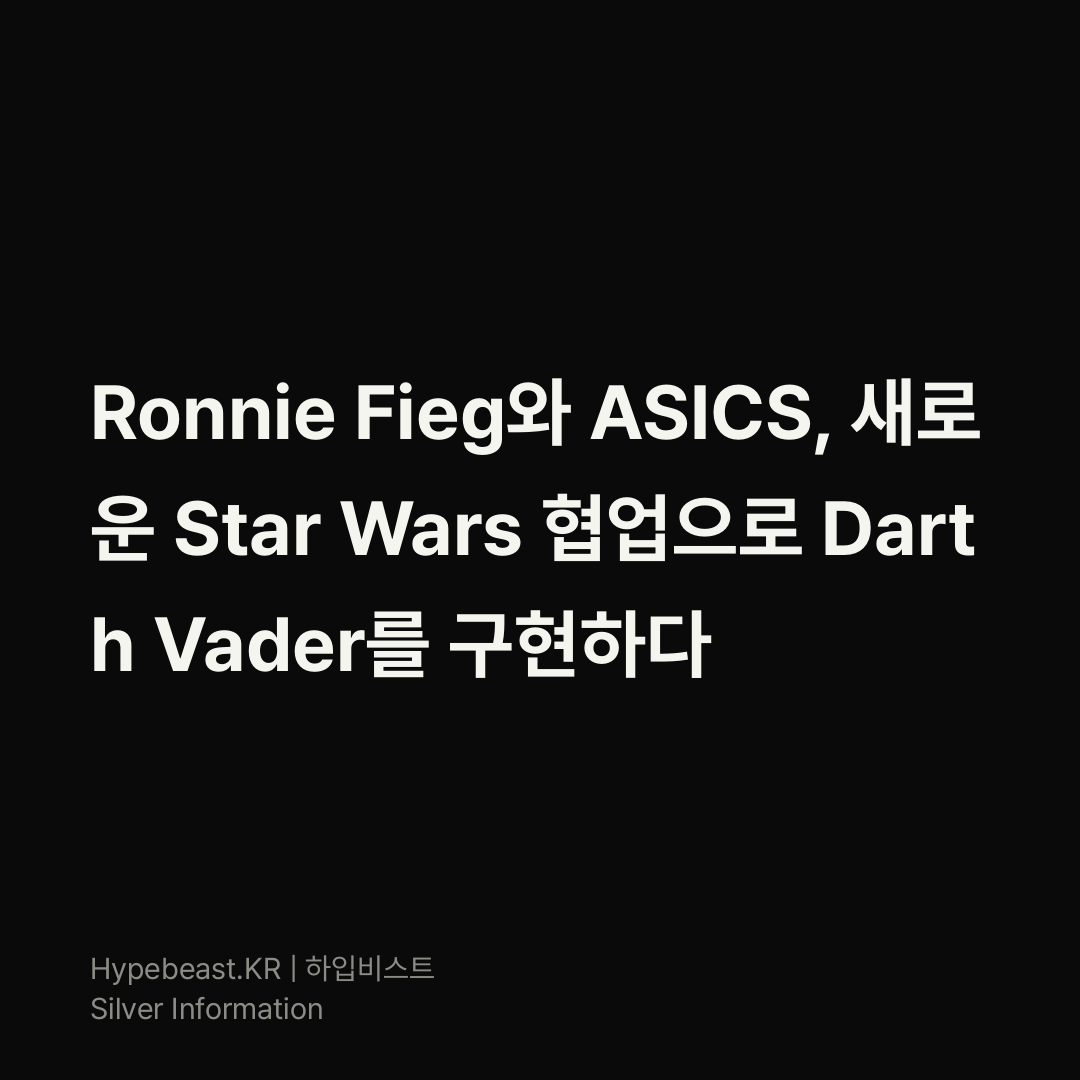 Ronnie Fieg와 ASICS, 새로
운 Star Wars 협업으로 Dart
h Vader를 구현하다
Hypebeast.KR | 하입비스트
Silver Information